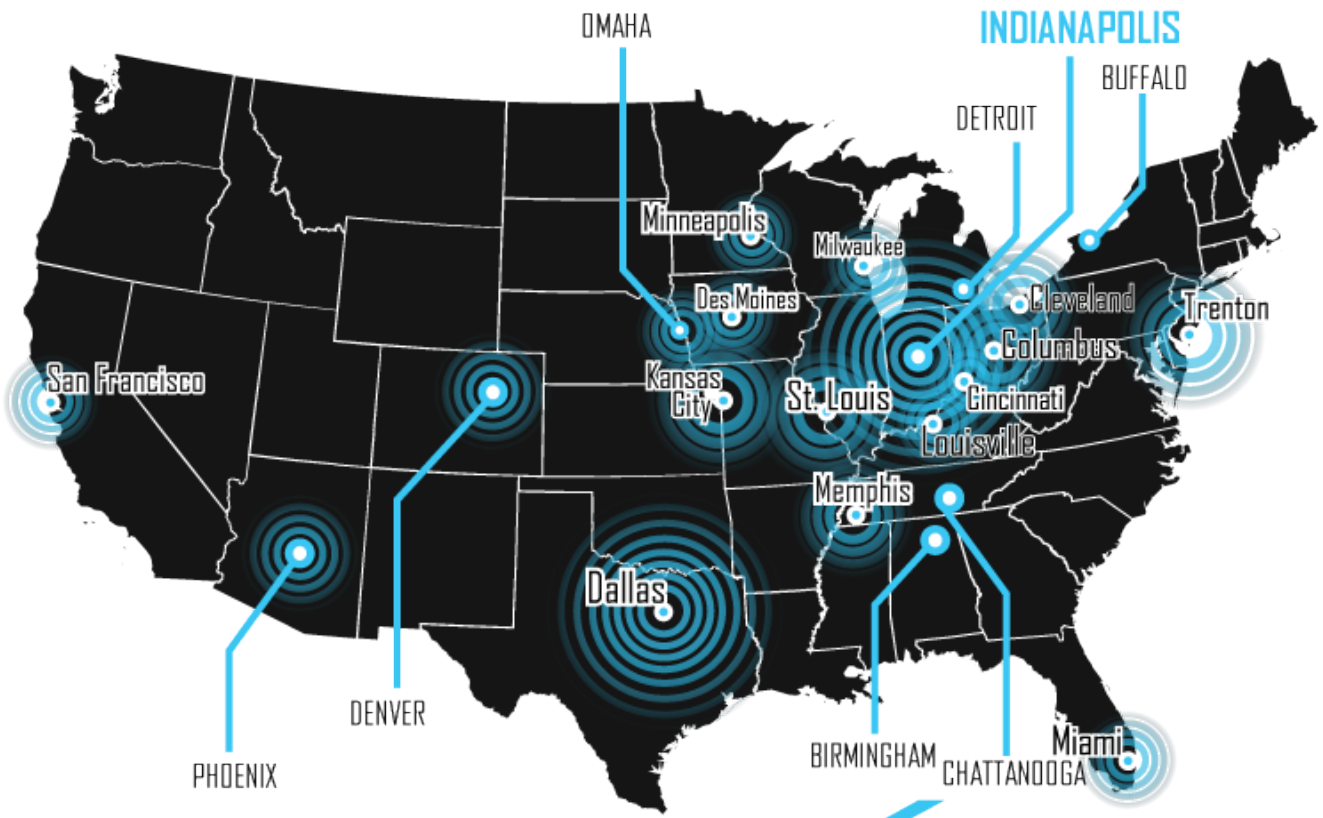 OMAHA
INDIANAPOLIS
BUFFALO
DETROIT
Minneapolis
Milwaukee
Des Moines
Cleveland
Trenton
Columbus
San Francisco
Kansas
City
St. Louis
Cincinnati
Louisville
Memphis
Dallas
DENVER
Miami
BIRMINGHAM
CHATTANOOGA
PHOENIX